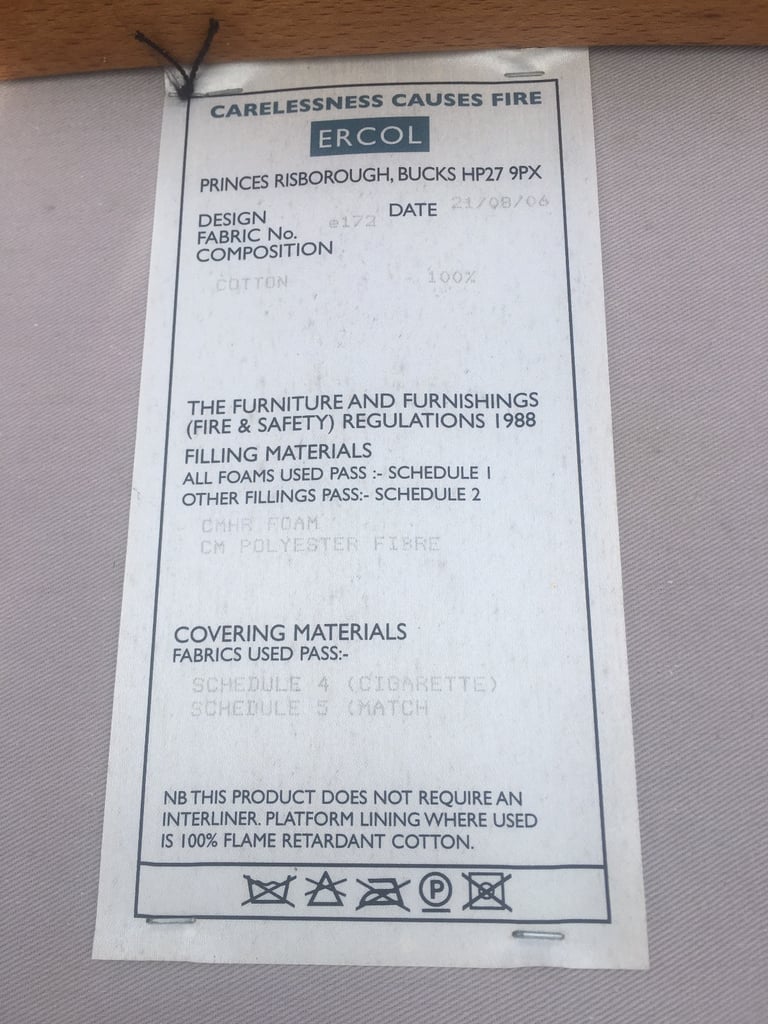 CARELESSNESS CAUSES FIRE
ERCOL
PRINCES RISBOROUGH, BUCKS HP27 9PX
DESIGN DATE 21/08/06
FABRIC No. e172
COMPOSITION
COTTON - 100%
THE FURNITURE AND FURNISHINGS
(FIRE & SAFETY) REGULATIONS 1988
FILLING MATERIALS
ALL FOAMS USED PASS :- SCHEDULE 1
OTHER FILLINGS PASS:- SCHEDULE 2
CMHR FOAM
CM POLYESTER FIBRE
COVERING MATERIALS
FABRICS USED PASS:-
SCHEDULE 4 (CIGARETTE)
SCHEDULE 5 (MATCH
NB THIS PRODUCT DOES NOT REQUIRE AN
INTERLINER. PLATFORM LINING WHERE USED
IS 100% FLAME RETARDANT COTTON.
P